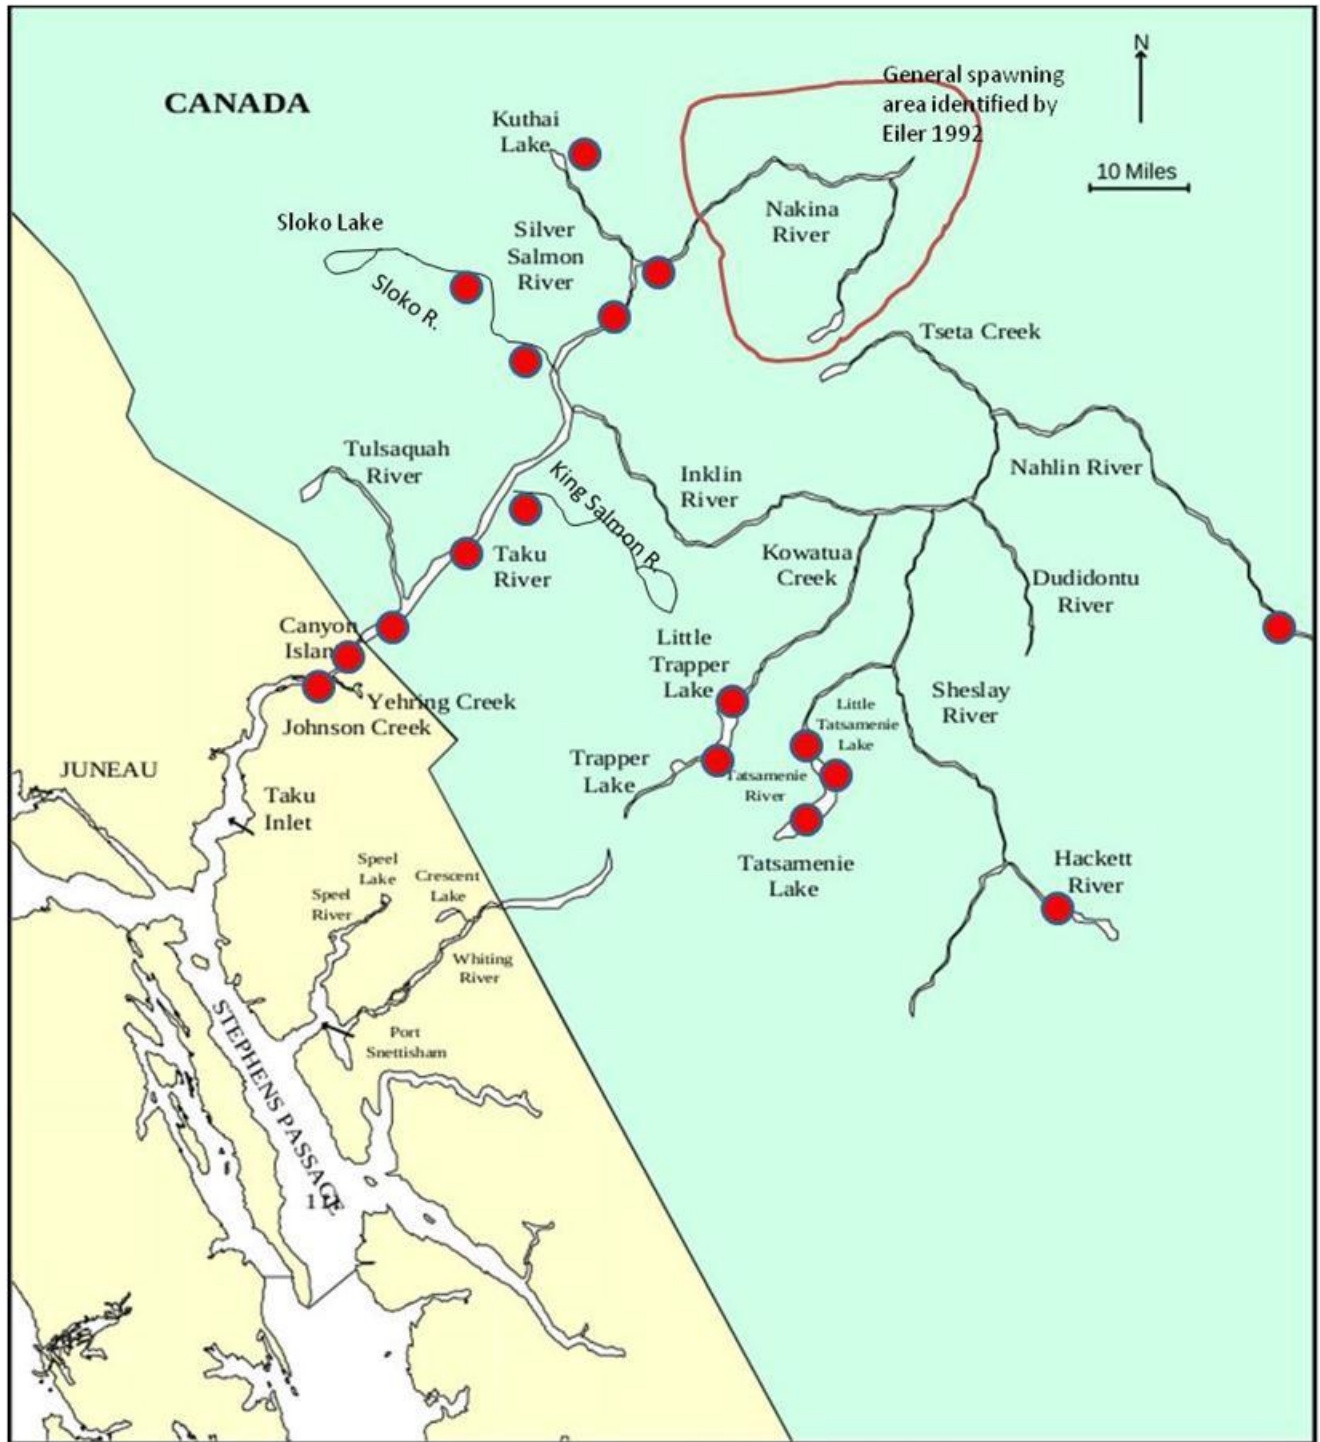 N
General spawning
area identified by
Eiler 1992
CANADA
Kuthai
Lake
10 Miles
Nakina
River
Sloko Lake
Silver
Salmon
River
Sloko R.
Tseta Creek
Tulsaquah
River
Inklin
River
Nahlin River
King Salmon R.
Taku
River
Kowatua
Creek
Dudidontu
River
Canyon
Islan
Little
Trapper
Lake
Yehring Creek
Johnson Creek
Sheslay
River
Little
Tatsamenie
Lake
JUNEAU
Trapper
Lake
Tatsamenie
River
Taku
Inlet
Tatsamenie
Lake
Hackett
River
Speel
Lake
Crescent
Lake
Speel
River
Whiting
River
STEPHENS PASSAGE
Port
Snettisham